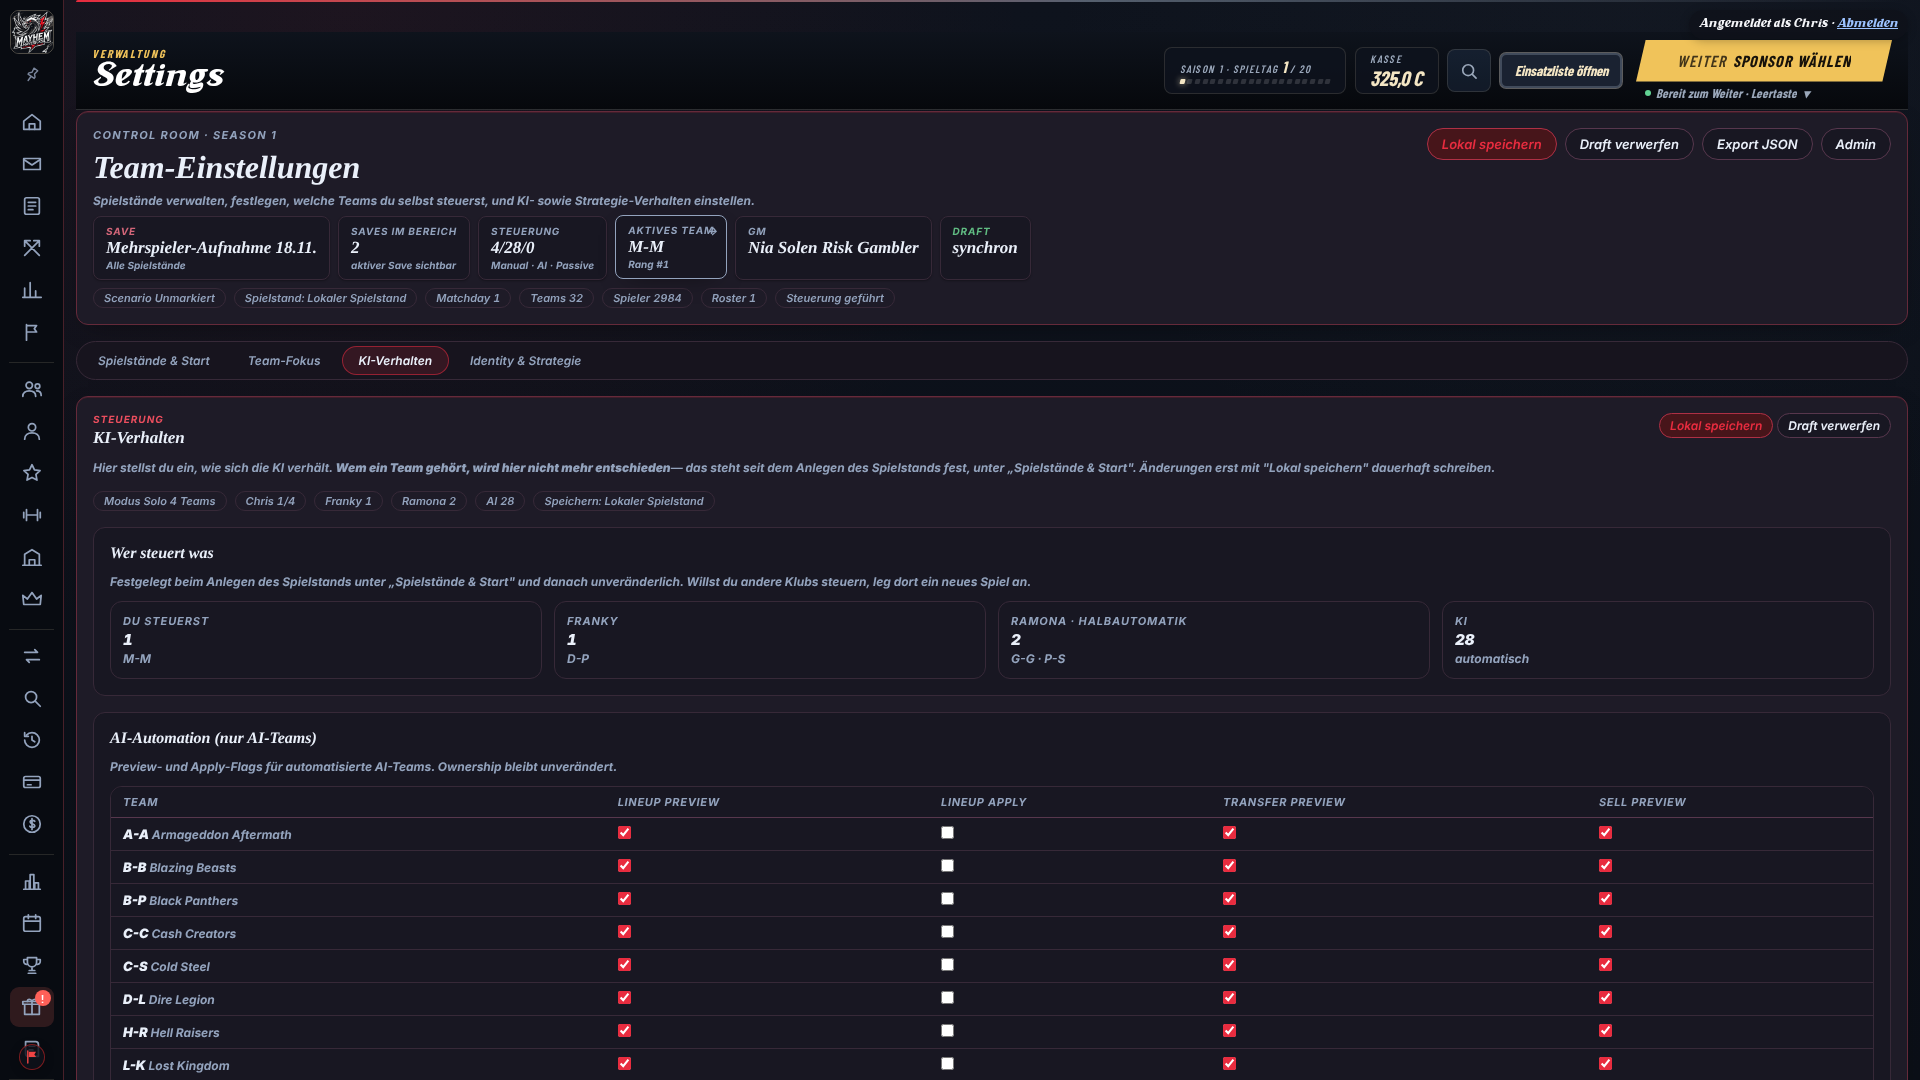 MAYHEM
Angemeldet als Chris · Abmelden
VERWALTUNG
Settings
SAISON 1 · SPIELTAG 1 / 20
KASSE
325,0 C
Einsatzliste öffnen
WEITER SPONSOR WÄHLEN
Bereit zum Weiter · Leertaste ▼
CONTROL ROOM · SEASON 1
Team-Einstellungen
Spielstände verwalten, festlegen, welche Teams du selbst steuerst, und KI- sowie Strategie-Verhalten einstellen.
Lokal speichern
Draft verwerfen
Export JSON
Admin
SAVE
Mehrspieler-Aufnahme 18.11.
Alle Spielstände
SAVES IM BEREICH
2
aktiver Save sichtbar
STEUERUNG
4/28/0
Manual · AI · Passive
AKTIVES TEAM
M-M
Rang #1
GM
Nia Solen Risk Gambler
DRAFT
synchron
Scenario Unmarkiert
Spielstand: Lokaler Spielstand
Matchday 1
Teams 32
Spieler 2984
Roster 1
Steuerung geführt
Spielstände & Start
Team-Fokus
KI-Verhalten
Identity & Strategie
STEUERUNG
KI-Verhalten
Lokal speichern
Draft verwerfen
Hier stellst du ein, wie sich die KI verhält. Wem ein Team gehört, wird hier nicht mehr entschieden— das steht seit dem Anlegen des Spielstands fest, unter „Spielstände & Start". Änderungen erst mit "Lokal speichern" dauerhaft schreiben.
Modus Solo 4 Teams
Chris 1/4
Franky 1
Ramona 2
AI 28
Speichern: Lokaler Spielstand
Wer steuert was
Festgelegt beim Anlegen des Spielstands unter „Spielstände & Start" und danach unveränderlich. Willst du andere Klubs steuern, leg dort ein neues Spiel an.
DU STEUERST
1
M-M
FRANKY
1
D-P
RAMONA · HALBAUTOMATIK
2
G-G · P-S
KI
28
automatisch
AI-Automation (nur AI-Teams)
Preview- und Apply-Flags für automatisierte AI-Teams. Ownership bleibt unverändert.
TEAM LINEUP PREVIEW LINEUP APPLY TRANSFER PREVIEW SELL PREVIEW
A-A Armageddon Aftermath
B-B Blazing Beasts
B-P Black Panthers
C-C Cash Creators
C-S Cold Steel
D-L Dire Legion
H-R Hell Raisers
L-K Lost Kingdom